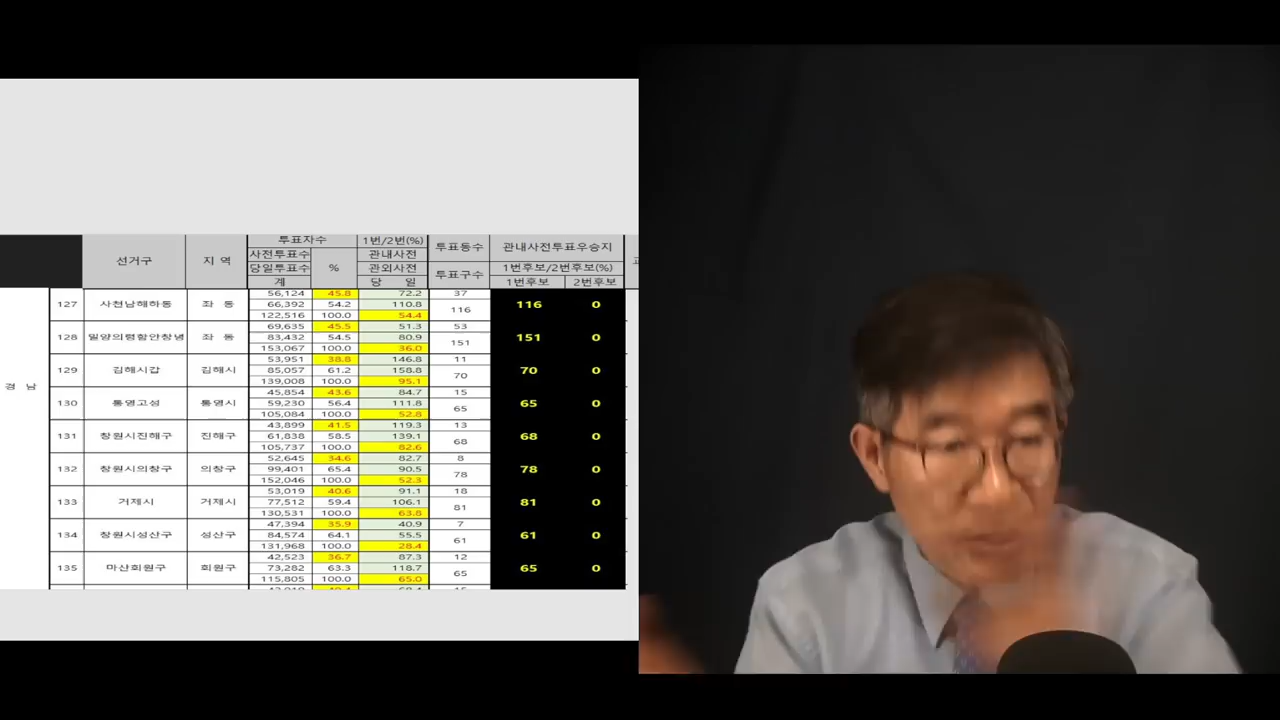 선거구 지 역 투표자수 1번/2번(%) 투표동수 관내사전투표우승지
사전투표수 % 관내사전
당일투표수 관외사전 투표구수 1번후보/2번후보(%)
계 당 일 1번후보 2번후보
경 남
127 사천남해하동 좌 동 56,124 45.8 72.2 37 116 0
66,392 54.2 110.8 116
122,516 100.0 54.4
128 밀양의령함안창녕 좌 동 69,635 45.5 51.3 53 151 0
83,432 54.5 80.9 151
153,067 100.0 36.0
129 김해시갑 김해시 53,951 38.8 146.8 11 70 0
85,057 61.2 158.8 70
139,008 100.0 95.1
130 통영고성 통영시 45,854 43.6 84.7 15 65 0
59,230 56.4 111.8 65
105,084 100.0 52.8
131 창원시진해구 진해구 43,899 41.5 119.3 13 68 0
61,838 58.5 139.1 68
105,737 100.0 82.6
132 창원시의창구 의창구 52,645 34.6 82.7 8 78 0
99,401 65.4 90.5 78
152,046 100.0 52.3
133 거제시 거제시 53,019 40.6 91.1 18 81 0
77,512 59.4 106.1 81
130,531 100.0 63.8
134 창원시성산구 성산구 47,394 35.9 40.9 7 61 0
84,574 64.1 55.5 61
131,968 100.0 28.4
135 마산회원구 회원구 42,523 36.7 87.3 12 65 0
73,282 63.3 118.7 65
115,805 100.0 65.0